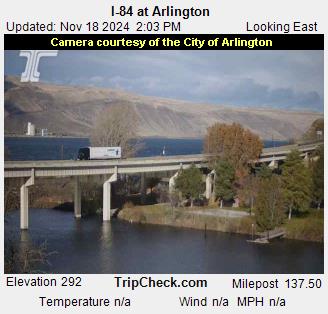 I-84 at Arlington
Updated: Nov 18 2024 2:03 PM Looking East
Camera courtesy of the City of Arlington
Elevation 292 TripCheck.com Milepost 137.50
Temperature n/a Wind n/a MPH n/a